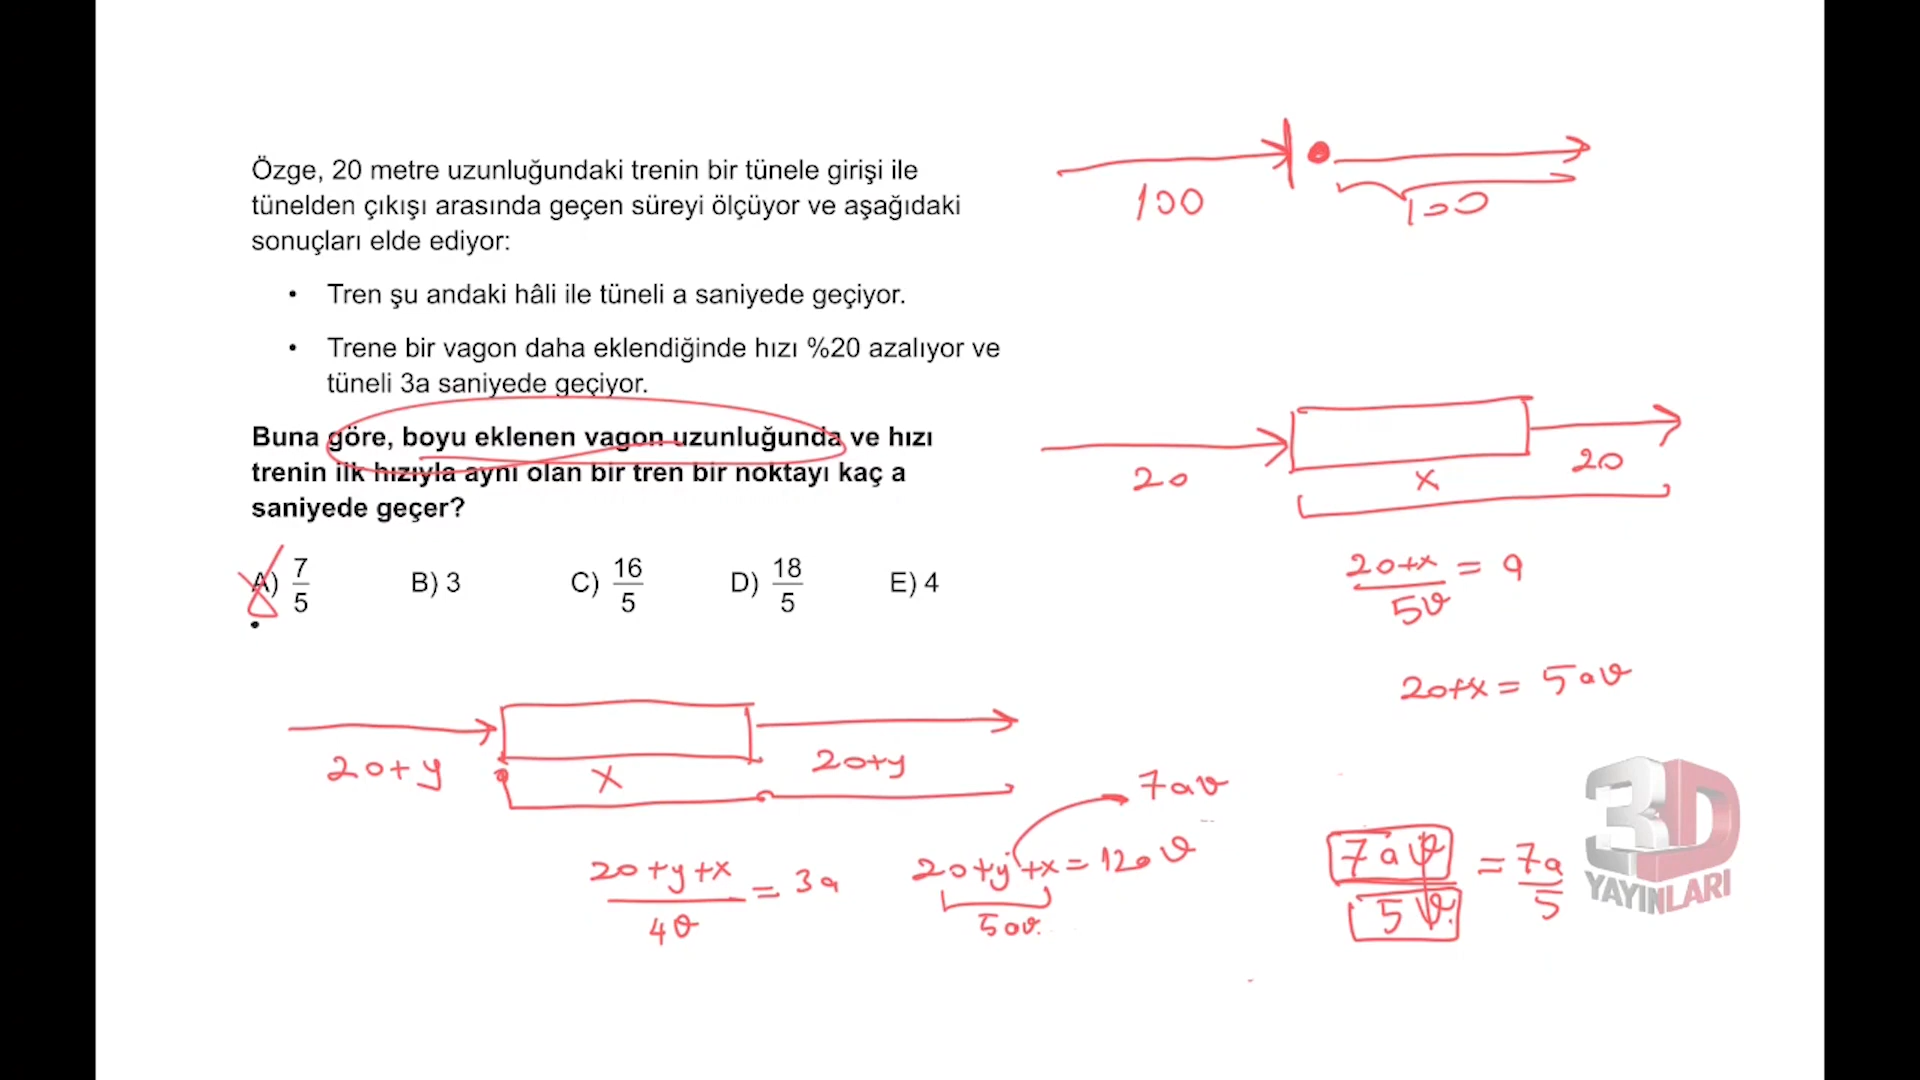 Özge, 20 metre uzunluğundaki trenin bir tünele girişi ile
tünelden çıkışı arasında geçen süreyi ölçüyor ve aşağıdaki
sonuçları elde ediyor:
• Tren şu andaki hâli ile tüneli a saniyede geçiyor.
• Trene bir vagon daha eklendiğinde hızı %20 azalıyor ve
tüneli 3a saniyede geçiyor.
Buna göre, boyu eklenen vagon uzunluğunda ve hızı
trenin ilk hızıyla aynı olan bir tren bir noktayı kaç a
saniyede geçer?
A) 7/5 B) 3 C) 16/5 D) 18/5 E) 4
100 100
20 x 20
20+x / 5v = a
20+x = 5av
20+y x 20+y
7av
20+y+x / 4v = 3a
20+y+x = 12av
5av.
7av / 5v. = 7a / 5
3D
YAYINLARI